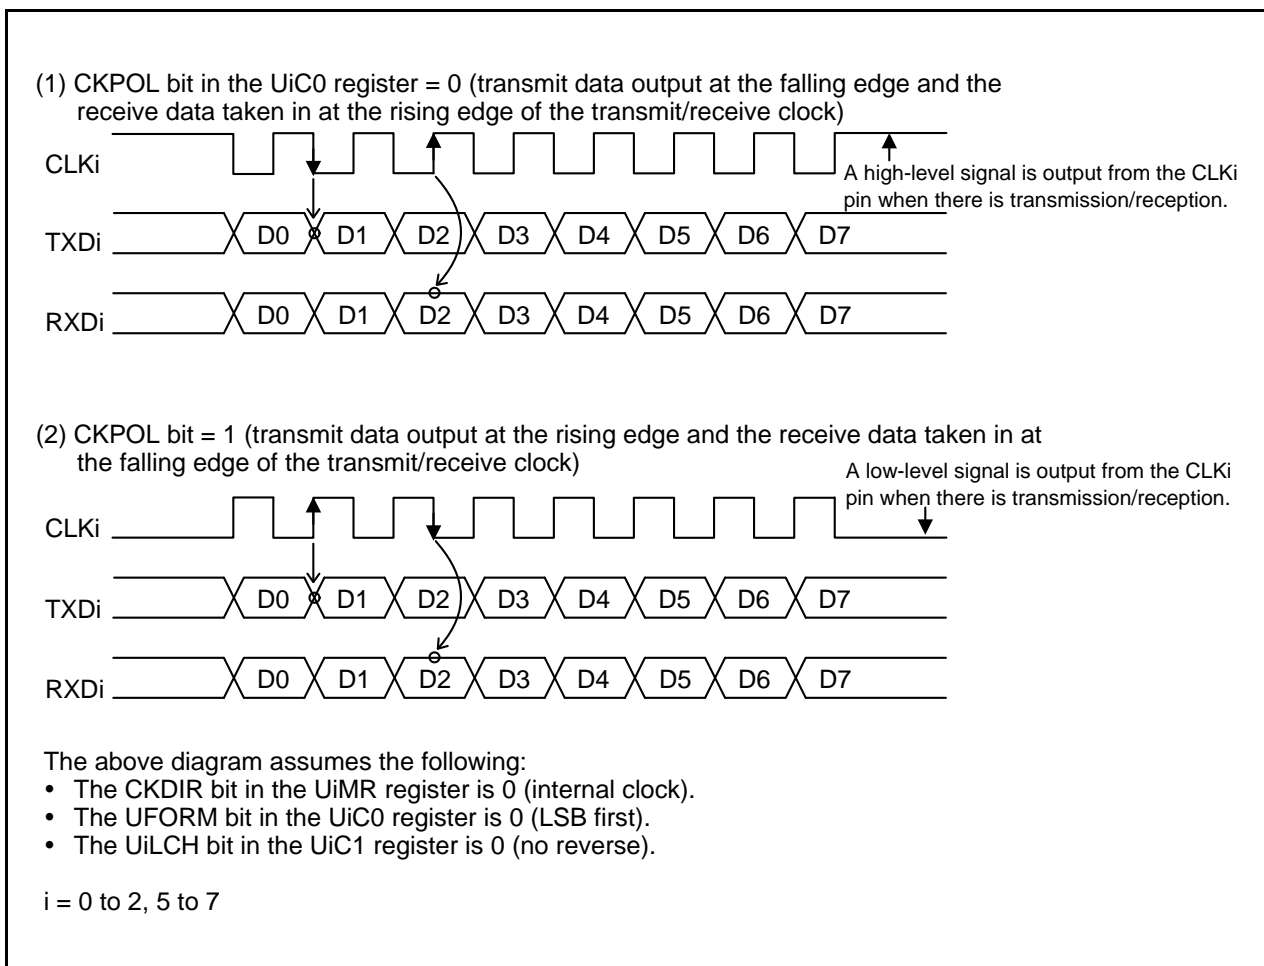 (1) CKPOL bit in the UiC0 register = 0 (transmit data output at the falling edge and the
receive data taken in at the rising edge of the transmit/receive clock)
CLKi
A high-level signal is output from the CLKi
pin when there is transmission/reception.
TXDi D0 D1 D2 D3 D4 D5 D6 D7
RXDi D0 D1 D2 D3 D4 D5 D6 D7
(2) CKPOL bit = 1 (transmit data output at the rising edge and the receive data taken in at
the falling edge of the transmit/receive clock)
A low-level signal is output from the CLKi
pin when there is transmission/reception.
CLKi
TXDi D0 D1 D2 D3 D4 D5 D6 D7
RXDi D0 D1 D2 D3 D4 D5 D6 D7
The above diagram assumes the following:
• The CKDIR bit in the UiMR register is 0 (internal clock).
• The UFORM bit in the UiC0 register is 0 (LSB first).
• The UiLCH bit in the UiC1 register is 0 (no reverse).
i = 0 to 2, 5 to 7